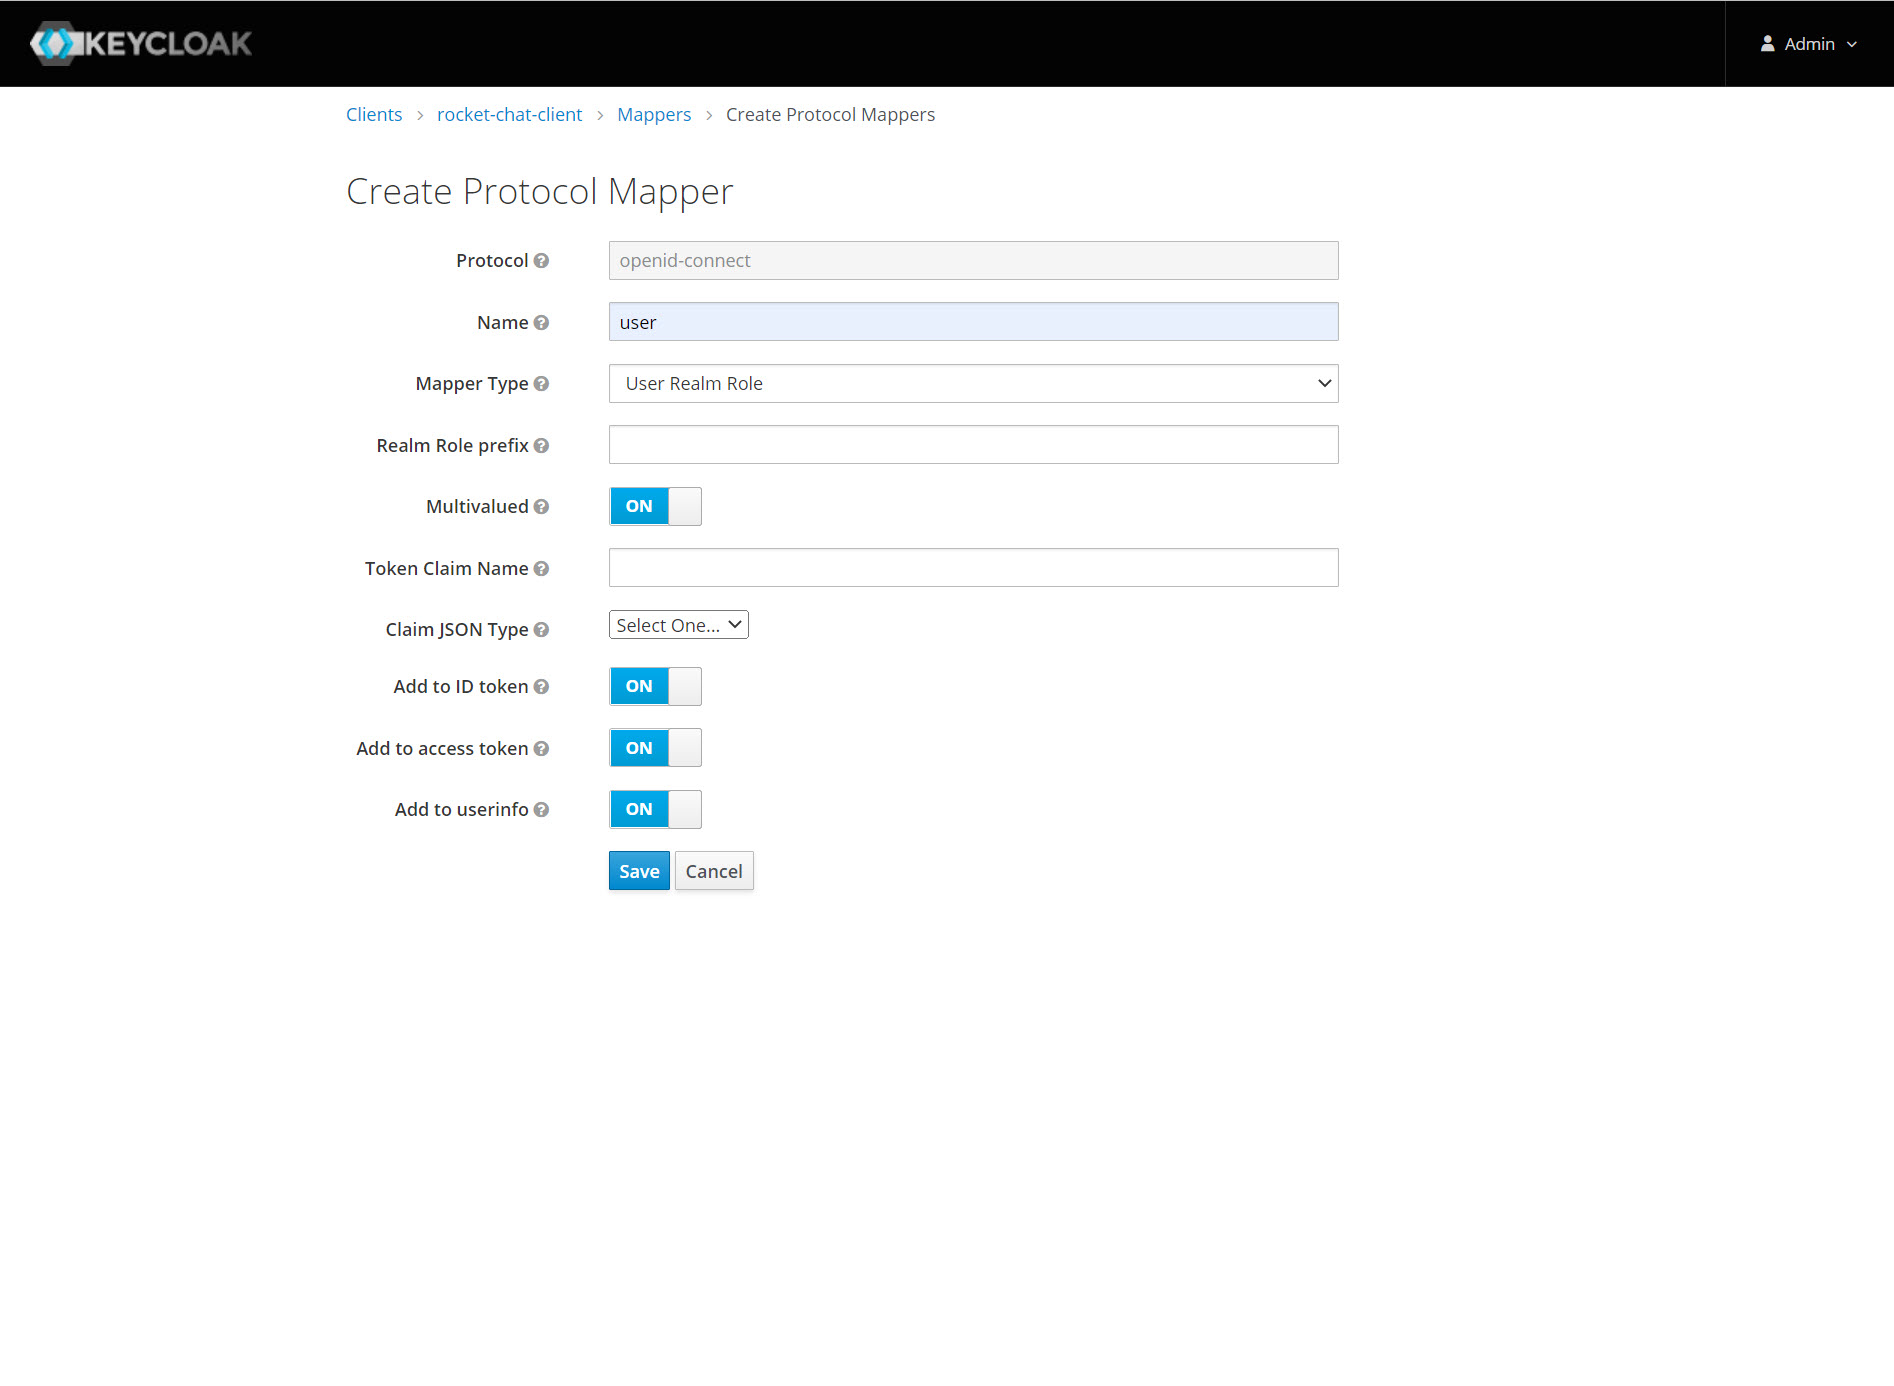 KEYCLOAK
Admin
Clients > rocket-chat-client > Mappers > Create Protocol Mappers
Create Protocol Mapper
Protocol
openid-connect
Name
user
Mapper Type
User Realm Role
Realm Role prefix
Multivalued
ON
Token Claim Name
Claim JSON Type
Select One...
Add to ID token
ON
Add to access token
ON
Add to userinfo
ON
Save
Cancel